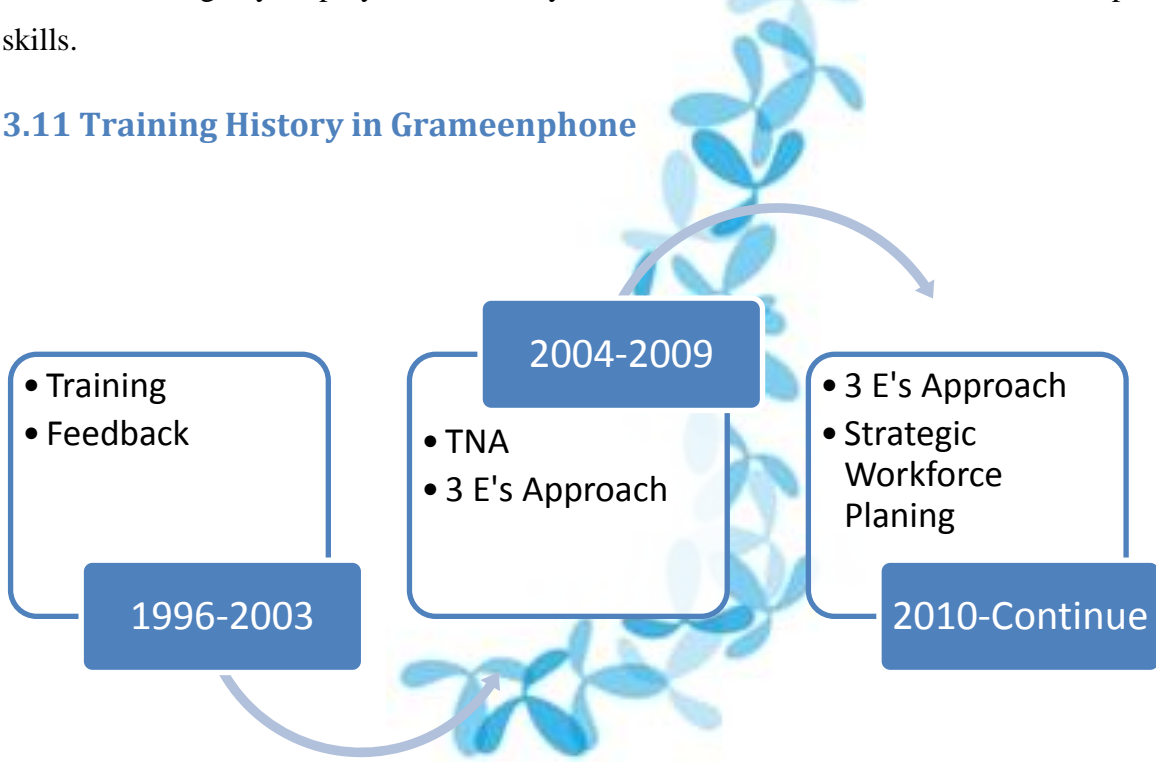 skills.
3.11 Training History in Grameenphone
• Training
• Feedback
1996-2003
2004-2009
• TNA
• 3 E's Approach
• 3 E's Approach
• Strategic
Workforce
Planing
2010-Continue